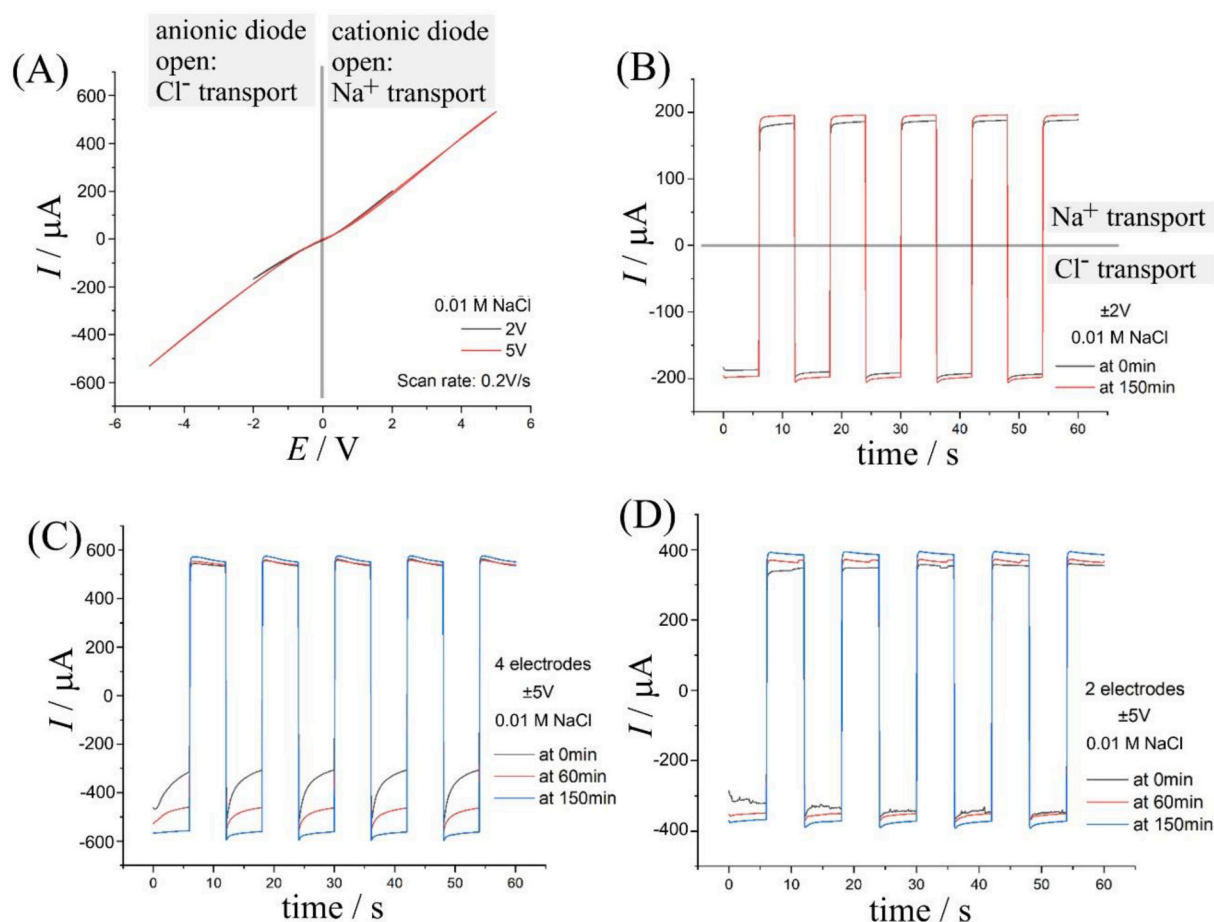 (A)
anionic diode
open:
Cl⁻ transport
cationic diode
open:
Na⁺ transport
600
400
200
0
-200
-400
-600
I / μA
0.01 M NaCl
2V
5V
Scan rate: 0.2V/s
-6
-4
-2
0
2
4
6
E / V
(B)
200
100
0
-100
-200
I / μA
Na⁺ transport
Cl⁻ transport
±2V
0.01 M NaCl
at 0min
at 150min
0
10
20
30
40
50
60
time / s
(C)
600
400
200
0
-200
-400
-600
I / μA
4 electrodes
±5V
0.01 M NaCl
at 0min
at 60min
at 150min
0
10
20
30
40
50
60
time / s
(D)
400
200
0
-200
-400
I / μA
2 electrodes
±5V
0.01 M NaCl
at 0min
at 60min
at 150min
0
10
20
30
40
50
60
time / s